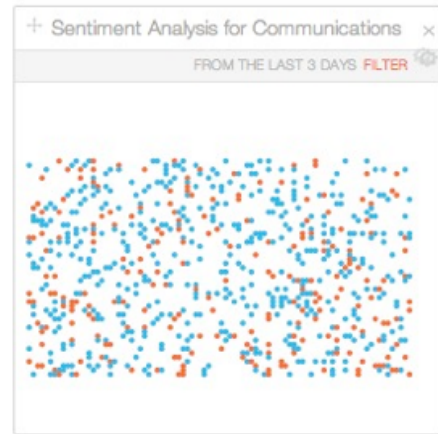 Sentiment Analysis for Communications
FROM THE LAST 3 DAYS FILTER